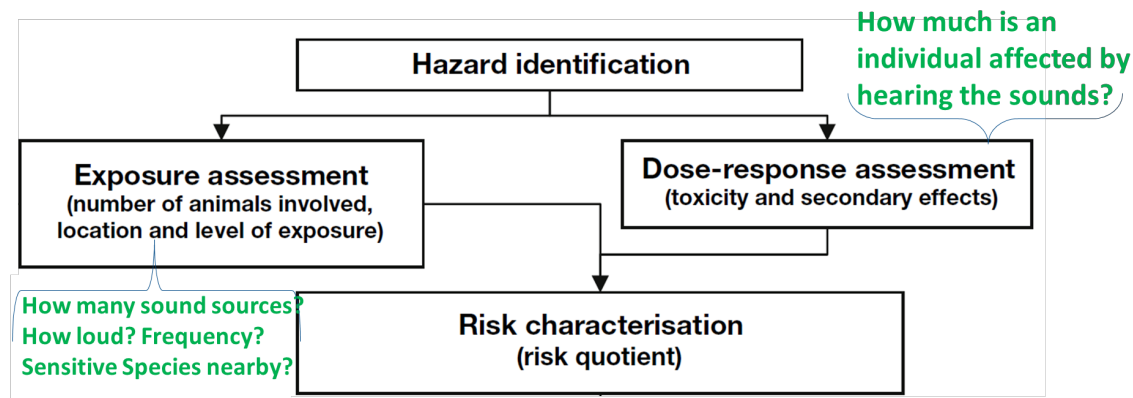 How much is an
individual affected by
hearing the sounds?
Hazard identification
Exposure assessment
(number of animals involved,
location and level of exposure)
Dose-response assessment
(toxicity and secondary effects)
How many sound sources?
How loud? Frequency?
Sensitive Species nearby?
Risk characterisation
(risk quotient)